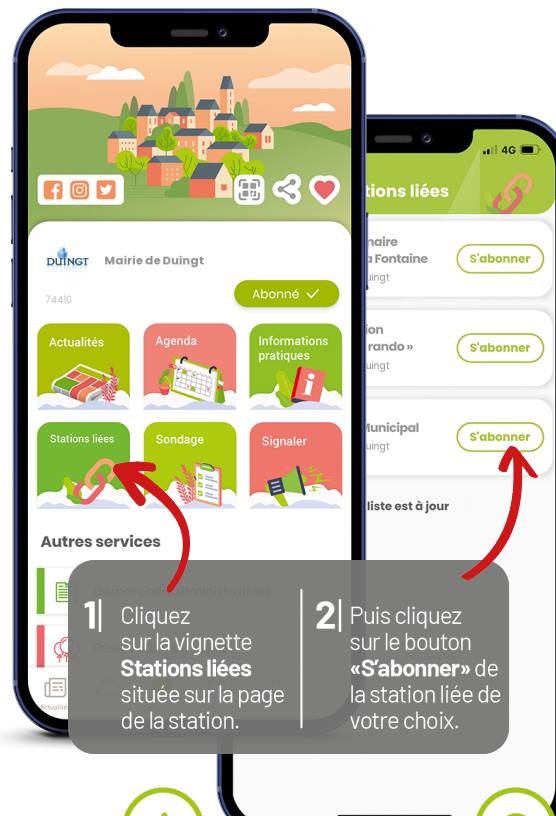 DUINGT
Mairie de Duingt
74410
Abonné
Actualités
Agenda
Informations
pratiques
Stations liées
Sondage
Signaler
Autres services
4G
tions liées
naire
a Fontaine
uingt
S'abonner
ion
rando »
uingt
S'abonner
Municipal
uingt
S'abonner
liste est à jour
Démarches administratives
1 Cliquez
sur la vignette
Stations liées
située sur la page
de la station.
2 Puis cliquez
sur le bouton
«S'abonner» de
la station liée de
votre choix.